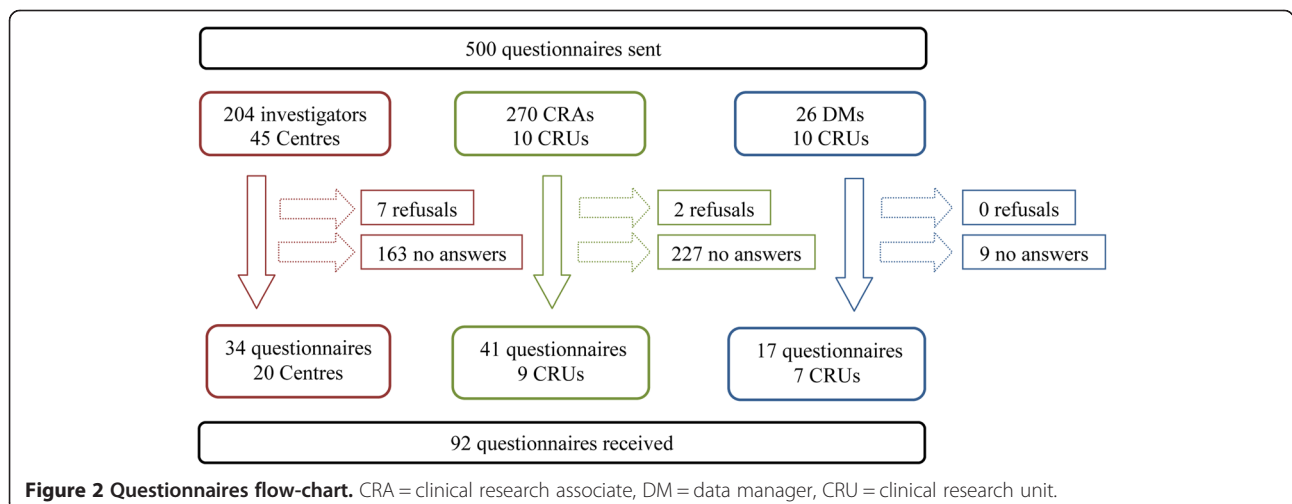 500 questionnaires sent
204 investigators
45 Centres
270 CRAs
10 CRUs
26 DMs
10 CRUs
7 refusals
163 no answers
2 refusals
227 no answers
0 refusals
9 no answers
34 questionnaires
20 Centres
41 questionnaires
9 CRUs
17 questionnaires
7 CRUs
92 questionnaires received
Figure 2 Questionnaires flow-chart. CRA = clinical research associate, DM = data manager, CRU = clinical research unit.